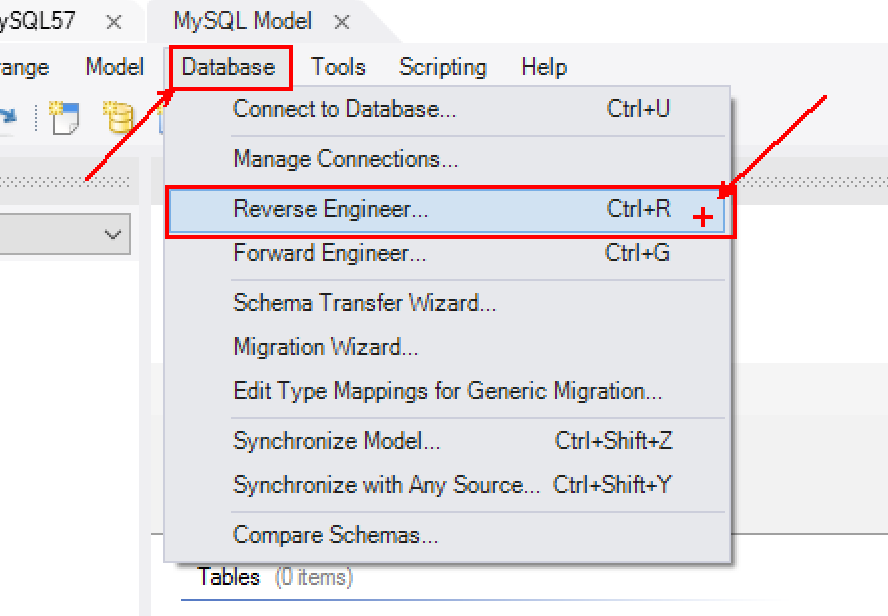 ySQL57 MySQL Model
range Model Database Tools Scripting Help
Connect to Database... Ctrl+U
Manage Connections...
Reverse Engineer... Ctrl+R
Forward Engineer... Ctrl+G
Schema Transfer Wizard...
Migration Wizard...
Edit Type Mappings for Generic Migration...
Synchronize Model... Ctrl+Shift+Z
Synchronize with Any Source... Ctrl+Shift+Y
Compare Schemas...
Tables (0 items)